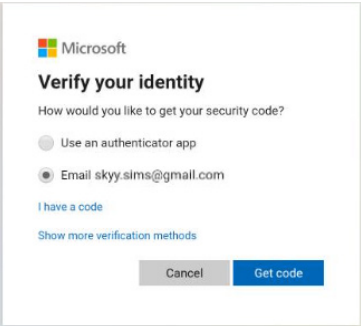 Microsoft
Verify your identity
How would you like to get your security code?
Use an authenticator app
Email skyy.sims@gmail.com
I have a code
Show more verification methods
Cancel Get code